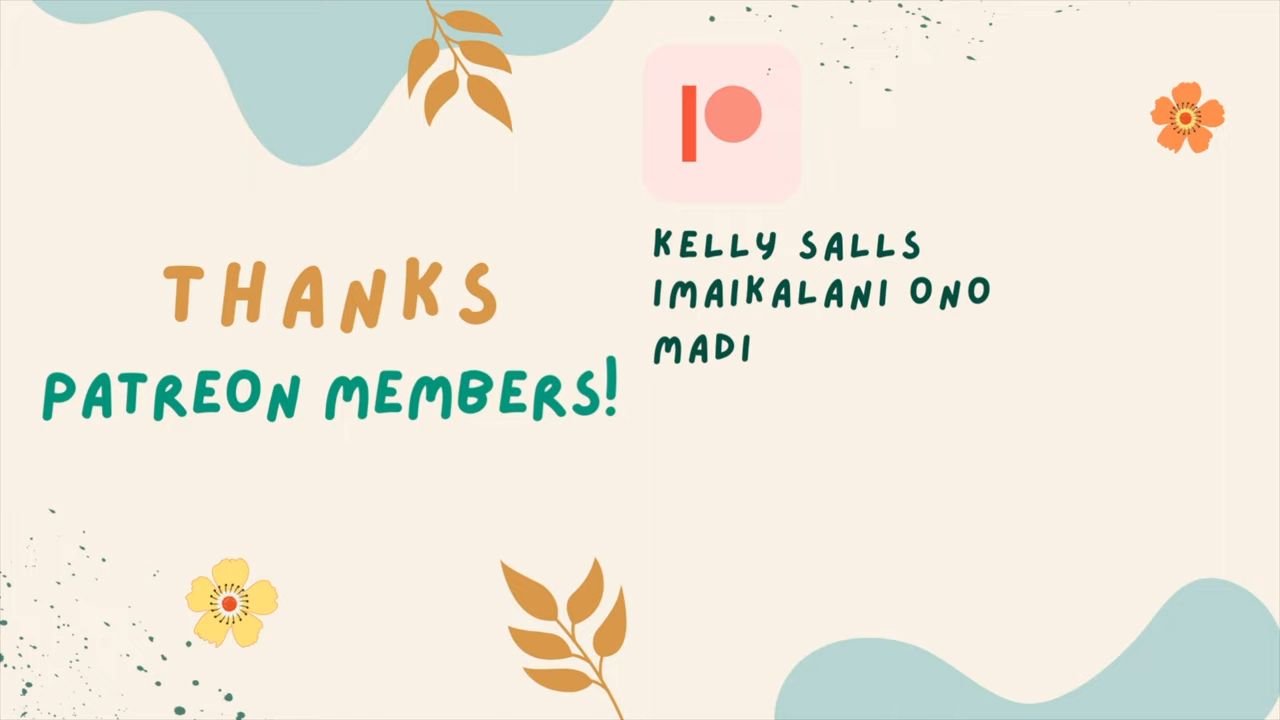 THANKS
PATREON MEMBERS!
KELLY SALLS
IMAIKALANI ONO
MADI